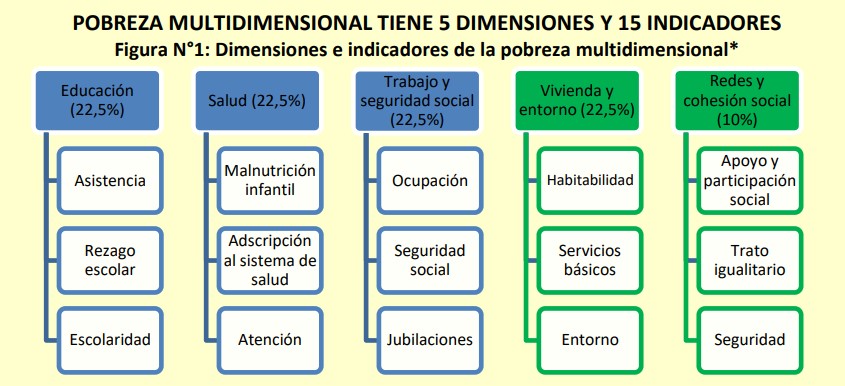 POBREZA MULTIDIMENSIONAL TIENE 5 DIMENSIONES Y 15 INDICADORES
Figura N°1: Dimensiones e indicadores de la pobreza multidimensional*
Educación
(22,5%)
Asistencia
Rezago
escolar
Escolaridad
Salud (22,5%)
Malnutrición
infantil
Adscripción
al sistema de
salud
Atención
Trabajo y
seguridad social
(22,5%)
Ocupación
Seguridad
social
Jubilaciones
Vivienda y
entorno (22,5%)
Habitabilidad
Servicios
básicos
Entorno
Redes y
cohesión social
(10%)
Apoyo y
participación
social
Trato
igualitario
Seguridad